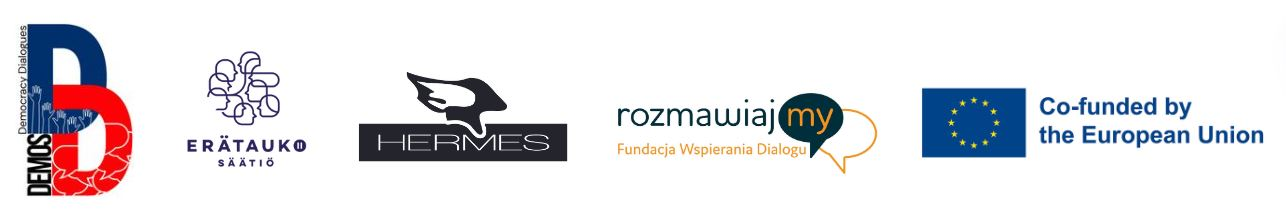 Democracy Dialogues
DEMOS
ERÄTAUKO
SÄÄTIÖ
HERMES
rozmawiajmy
Fundacja Wspierania Dialogu
Co-funded by
the European Union